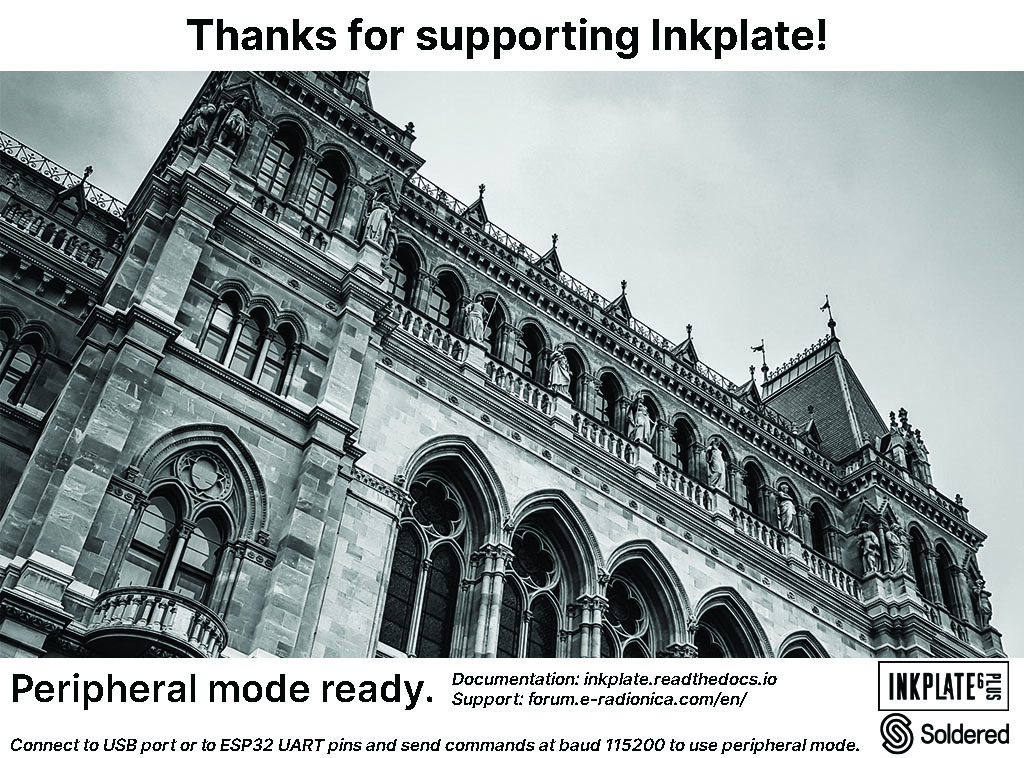 Thanks for supporting Inkplate!
Peripheral mode ready.
Documentation: inkplate.readthedocs.io
Support: forum.e-radionica.com/en/
INKPLATE 6 PLUS
Soldered
Connect to USB port or to ESP32 UART pins and send commands at baud 115200 to use peripheral mode.